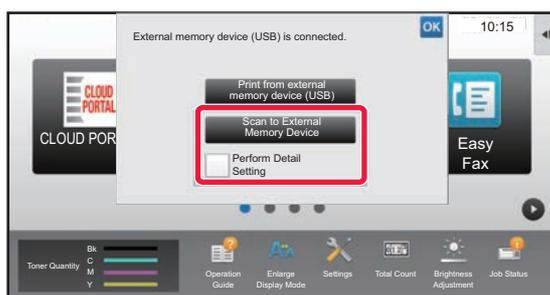 External memory device (USB) is connected.
OK
10:15
Print from external
memory device (USB)
Scan to External
Memory Device
Perform Detail
Setting
CLOUD
PORTAL
CLOUD POR
Easy
Fax
Toner Quantity
Bk
C
M
Y
Operation
Guide
Enlarge
Display Mode
Settings
Total Count
Brightness
Adjustment
Job Status